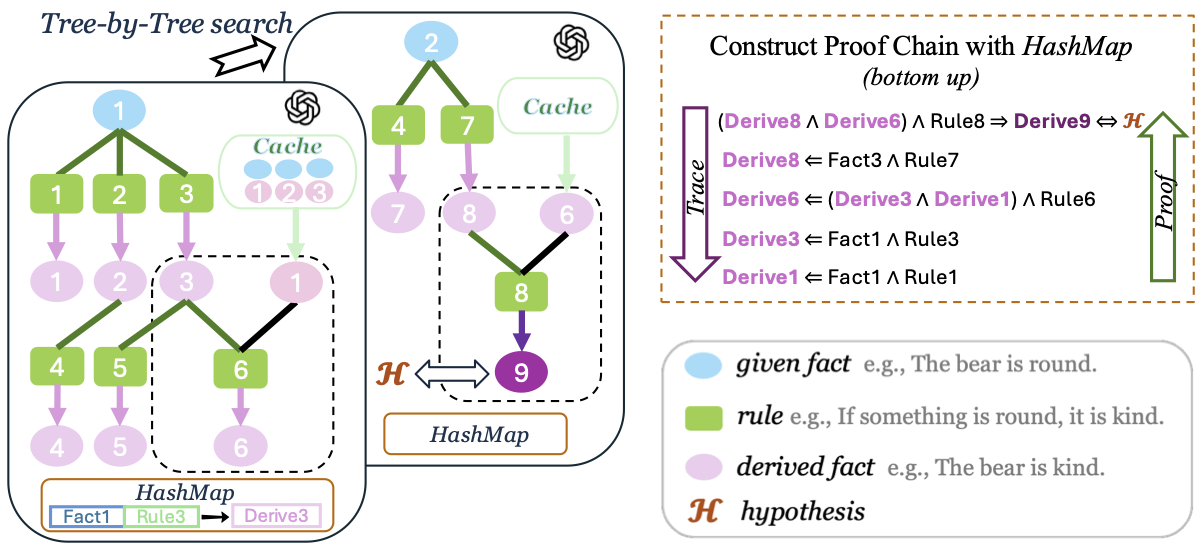 Tree-by-Tree search
1
Cache
1 2 3
1 2 3
1 2 3 1
4 5 6
4 5 6
HashMap
Fact1 Rule3 Derive3
2
Cache
4 7
7 8 6
8
ℋ 9
HashMap
Construct Proof Chain with HashMap
(bottom up)
(Derive8 ∧ Derive6) ∧ Rule8 ⇒ Derive9 ⇔ ℋ
Derive8 ⇐ Fact3 ∧ Rule7
Derive6 ⇐ (Derive3 ∧ Derive1) ∧ Rule6
Derive3 ⇐ Fact1 ∧ Rule3
Derive1 ⇐ Fact1 ∧ Rule1
Trace
Proof
given fact e.g., The bear is round.
rule e.g., If something is round, it is kind.
derived fact e.g., The bear is kind.
ℋ hypothesis